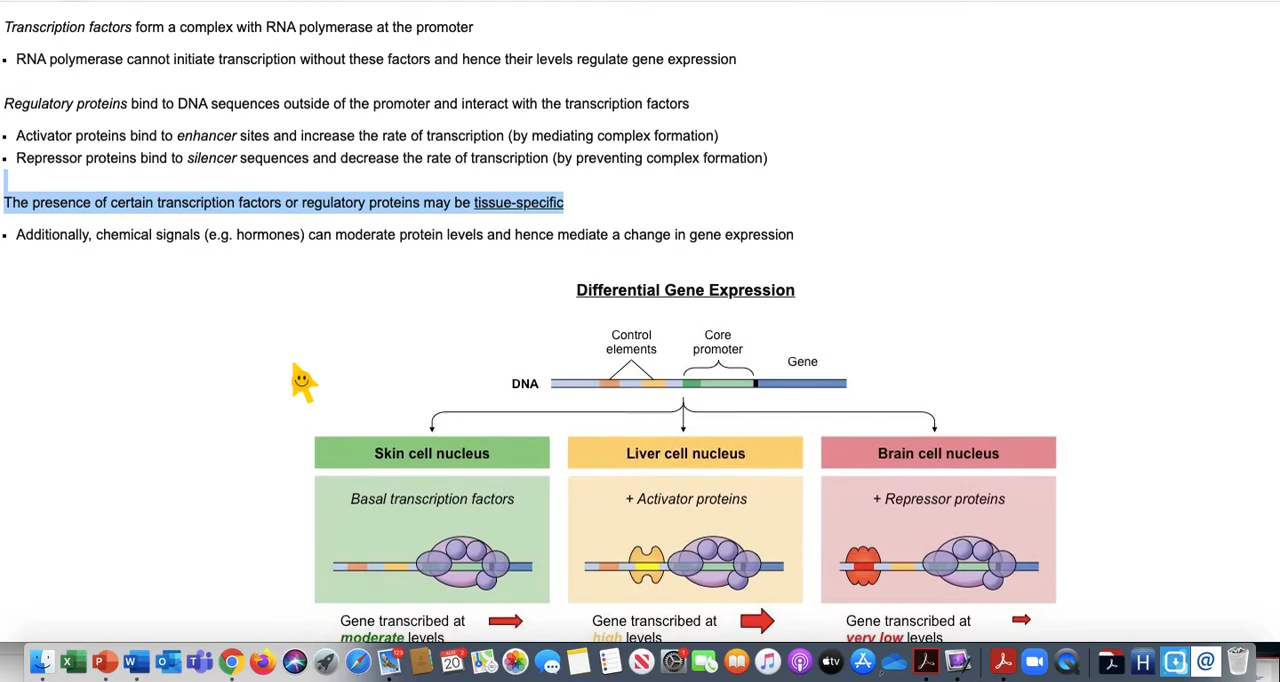 Transcription factors form a complex with RNA polymerase at the promoter
▪ RNA polymerase cannot initiate transcription without these factors and hence their levels regulate gene expression
Regulatory proteins bind to DNA sequences outside of the promoter and interact with the transcription factors
▪ Activator proteins bind to enhancer sites and increase the rate of transcription (by mediating complex formation)
▪ Repressor proteins bind to silencer sequences and decrease the rate of transcription (by preventing complex formation)
The presence of certain transcription factors or regulatory proteins may be tissue-specific
▪ Additionally, chemical signals (e.g. hormones) can moderate protein levels and hence mediate a change in gene expression
Differential Gene Expression
Control
elements
Core
promoter
Gene
DNA
Skin cell nucleus
Basal transcription factors
Gene transcribed at
moderate levels
Liver cell nucleus
+ Activator proteins
Gene transcribed at
high levels
Brain cell nucleus
+ Repressor proteins
Gene transcribed at
very low levels
20
tv